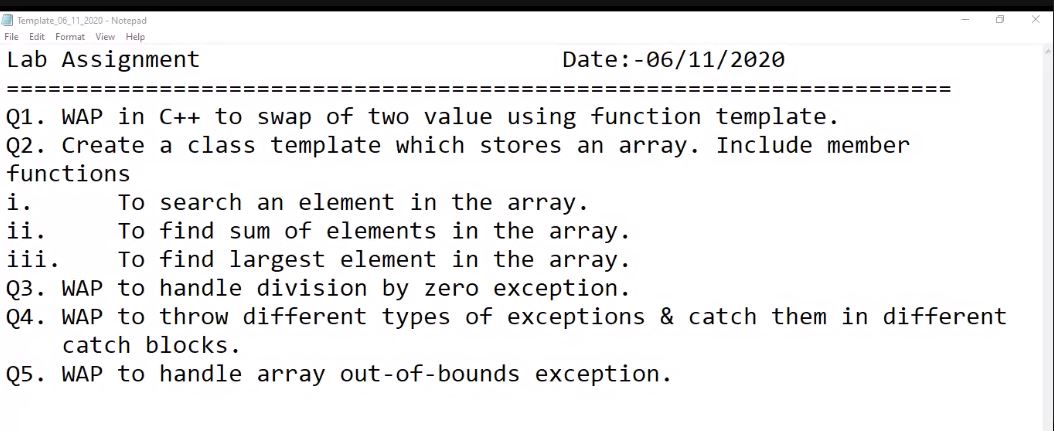 Template_06_11_2020 - Notepad
File Edit Format View Help
Lab Assignment Date:-06/11/2020
====================================================================
Q1. WAP in C++ to swap of two value using function template.
Q2. Create a class template which stores an array. Include member
functions
i. To search an element in the array.
ii. To find sum of elements in the array.
iii. To find largest element in the array.
Q3. WAP to handle division by zero exception.
Q4. WAP to throw different types of exceptions & catch them in different
catch blocks.
Q5. WAP to handle array out-of-bounds exception.